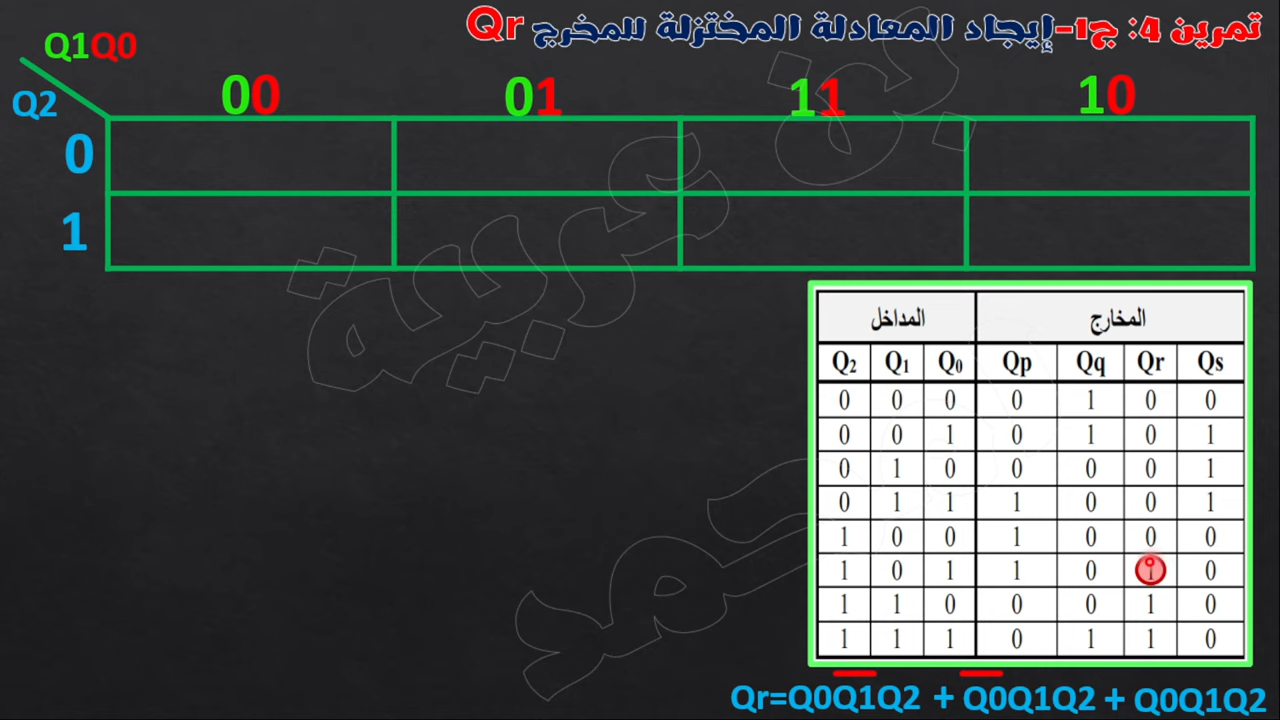 تمرين 4: ج1-إيجاد المعادلة المختزلة للمخرج Qr
Q1Q0
Q2
00 01 11 10
0
1
المداخل المخارج
Q2 Q1 Q0 Qp Qq Qr Qs
0 0 0 0 1 0 0
0 0 1 0 1 0 1
0 1 0 0 0 0 1
0 1 1 1 0 0 1
1 0 0 1 0 0 0
1 0 1 1 0 1 0
1 1 0 0 0 1 0
1 1 1 0 1 1 0
Qr=Q0Q1Q2 + Q0Q1Q2 + Q0Q1Q2